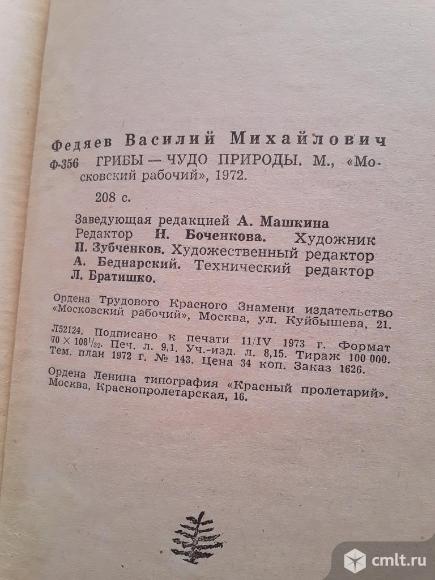 Федяев Василий Михайлович
Ф-356 ГРИБЫ — ЧУДО ПРИРОДЫ. М., «Мо-
сковский рабочий», 1972.
208 с.
Заведующая редакцией А. Машкина
Редактор Н. Боченкова. Художник
П. Зубченков. Художественный редактор
А. Беднарский. Технический редактор
Л. Братишко.
Ордена Трудового Красного Знамени издательство
«Московский рабочий», Москва, ул. Куйбышева, 21.
Л52124. Подписано к печати 11/IV 1973 г. Формат
70×108¹/₃₂. Печ. л. 9,1. Уч.-изд. л. 8,15. Тираж 100 000.
Тем. план 1972 г. № 143. Цена 34 коп. Заказ 1626.
Ордена Ленина типография «Красный пролетарий».
Москва, Краснопролетарская, 16.
cmlt.ru